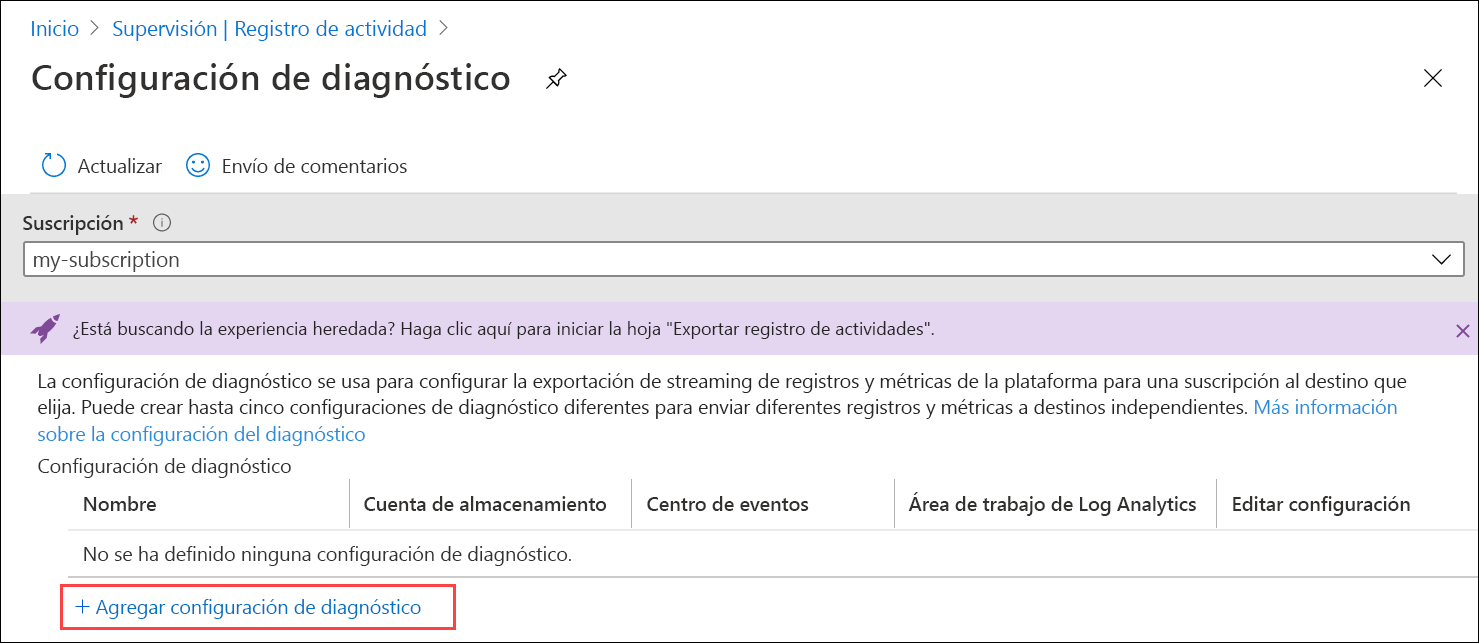 Inicio > Supervisión | Registro de actividad >
Configuración de diagnóstico
Actualizar Envío de comentarios
Suscripción *
my-subscription
¿Está buscando la experiencia heredada? Haga clic aquí para iniciar la hoja "Exportar registro de actividades".
La configuración de diagnóstico se usa para configurar la exportación de streaming de registros y métricas de la plataforma para una suscripción al destino que
elija. Puede crear hasta cinco configuraciones de diagnóstico diferentes para enviar diferentes registros y métricas a destinos independientes. Más información
sobre la configuración del diagnóstico
Configuración de diagnóstico
Nombre Cuenta de almacenamiento Centro de eventos Área de trabajo de Log Analytics Editar configuración
No se ha definido ninguna configuración de diagnóstico.
+ Agregar configuración de diagnóstico